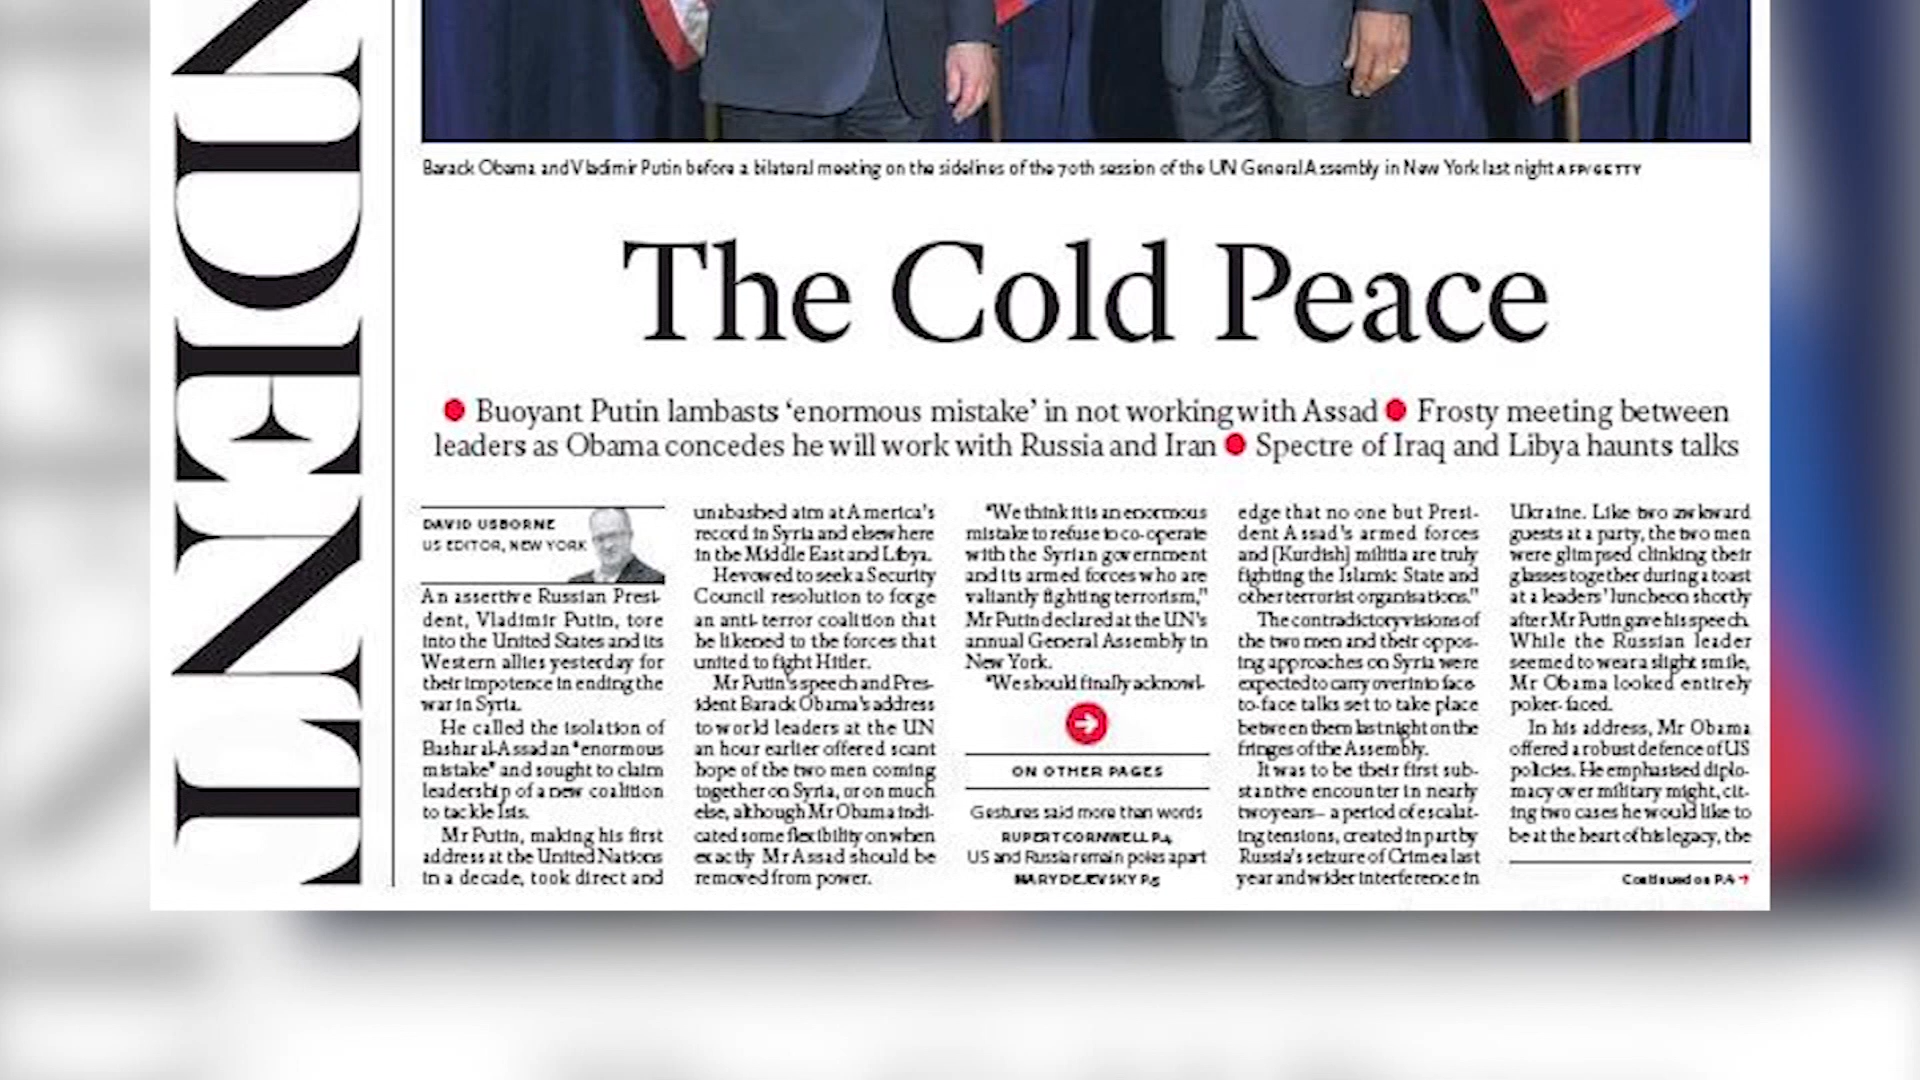 NDENT
Barack Obama and Vladimir Putin before a bilateral meeting on the sidelines of the 70th session of the UN General Assembly in New York last night AFP/GETTY
The Cold Peace
● Buoyant Putin lambasts ‘enormous mistake’ in not working with Assad ● Frosty meeting between
leaders as Obama concedes he will work with Russia and Iran ● Spectre of Iraq and Libya haunts talks
DAVID USBORNE
US EDITOR, NEW YORK
An assertive Russian Presi-
dent, Vladimir Putin, tore
into the United States and its
Western allies yesterday for
their impotence in ending the
war in Syria.
He called the isolation of
Bashar al-Assad an “enormous
mistake” and sought to claim
leadership of a new coalition
to tackle Isis.
Mr Putin, making his first
address at the United Nations
in a decade, took direct and
unabashed aim at America’s
record in Syria and elsewhere
in the Middle East and Libya.
He vowed to seek a Security
Council resolution to forge
an anti-terror coalition that
he likened to the forces that
united to fight Hitler.
Mr Putin’s speech and Pres-
ident Barack Obama’s address
to world leaders at the UN
an hour earlier offered scant
hope of the two men coming
together on Syria, or on much
else, although Mr Obama indi-
cated some flexibility on when
exactly Mr Assad should be
removed from power.
“We think it is an enormous
mistake to refuse to co-operate
with the Syrian government
and its armed forces who are
valiantly fighting terrorism,”
Mr Putin declared at the UN’s
annual General Assembly in
New York.
“We should finally acknowl-
ON OTHER PAGES
Gestures said more than words
RUPERT CORNWELL P.4
US and Russia remain poles apart
MARY DEJEVSKY P.5
edge that no one but Presi-
dent Assad’s armed forces
and [Kurdish] militia are truly
fighting the Islamic State and
other terrorist organisations.”
The contradictory visions of
the two men and their oppos-
ing approaches on Syria were
expected to carry over into face-
to-face talks set to take place
between them last night on the
fringes of the Assembly.
It was to be their first sub-
stantive encounter in nearly
two years – a period of escalat-
ing tensions, created in part by
Russia’s seizure of Crimea last
year and wider interference in
Ukraine. Like two awkward
guests at a party, the two men
were glimpsed clinking their
glasses together during a toast
at a leaders’ luncheon shortly
after Mr Putin gave his speech.
While the Russian leader
seemed to wear a slight smile,
Mr Obama looked entirely
poker-faced.
In his address, Mr Obama
offered a robust defence of US
policies. He emphasised diplo-
macy over military might, cit-
ing two cases he would like to
be at the heart of his legacy, the
Continued on P.4 →